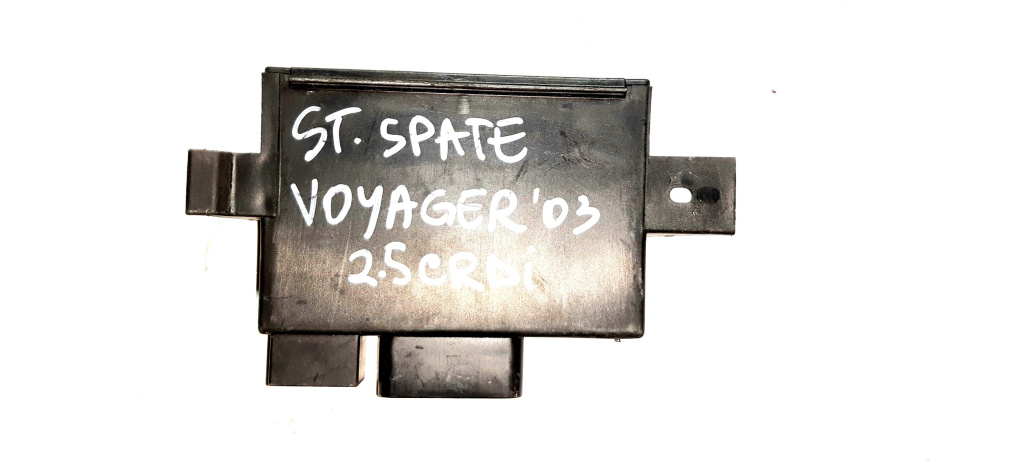 ST. SPATE
VOYAGER '03
2.5CRDi